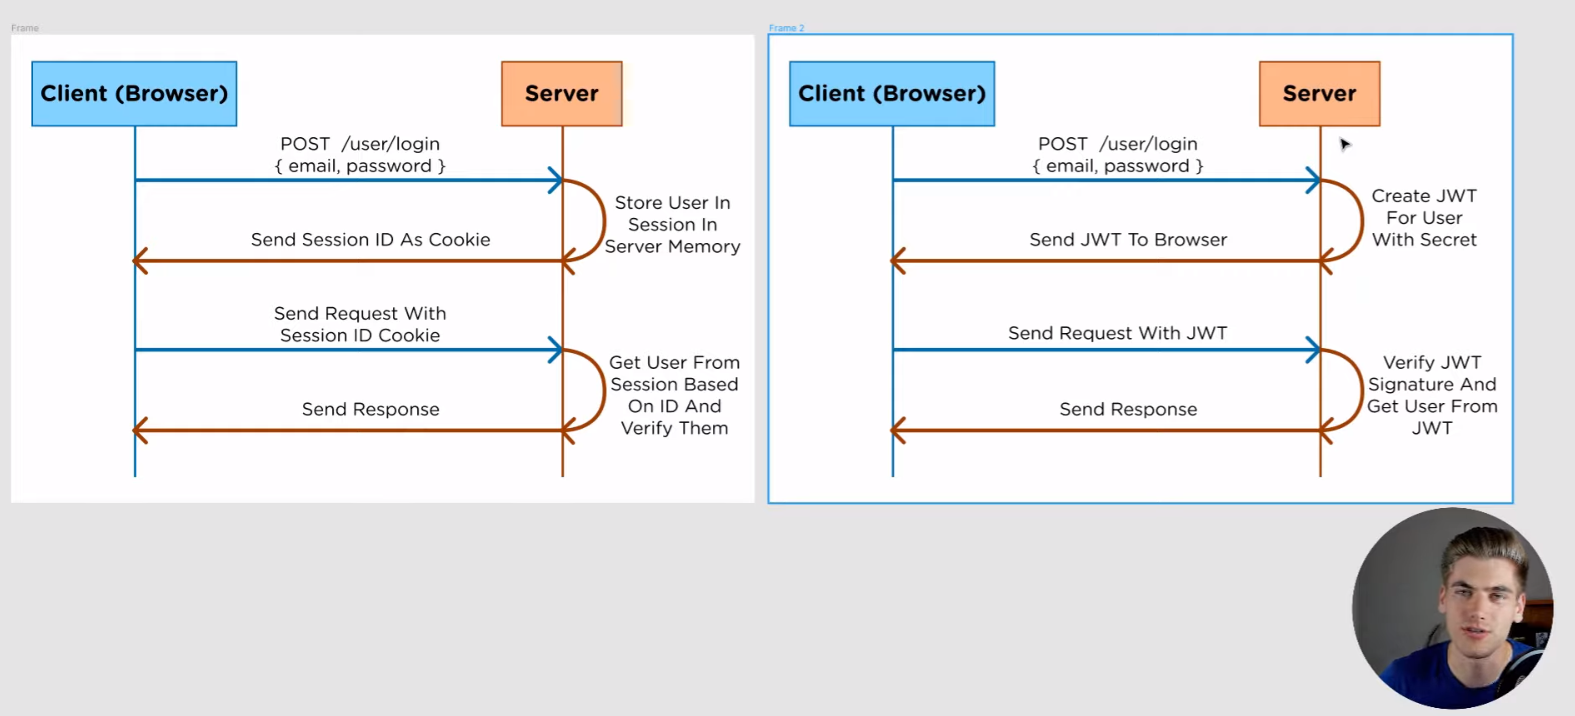 Frame
Client (Browser)
Server
POST /user/login
{ email, password }
Store User In
Session In
Server Memory
Send Session ID As Cookie
Send Request With
Session ID Cookie
Get User From
Session Based
On ID And
Verify Them
Send Response
Frame 2
Client (Browser)
Server
POST /user/login
{ email, password }
Create JWT
For User
With Secret
Send JWT To Browser
Send Request With JWT
Verify JWT
Signature And
Get User From
JWT
Send Response